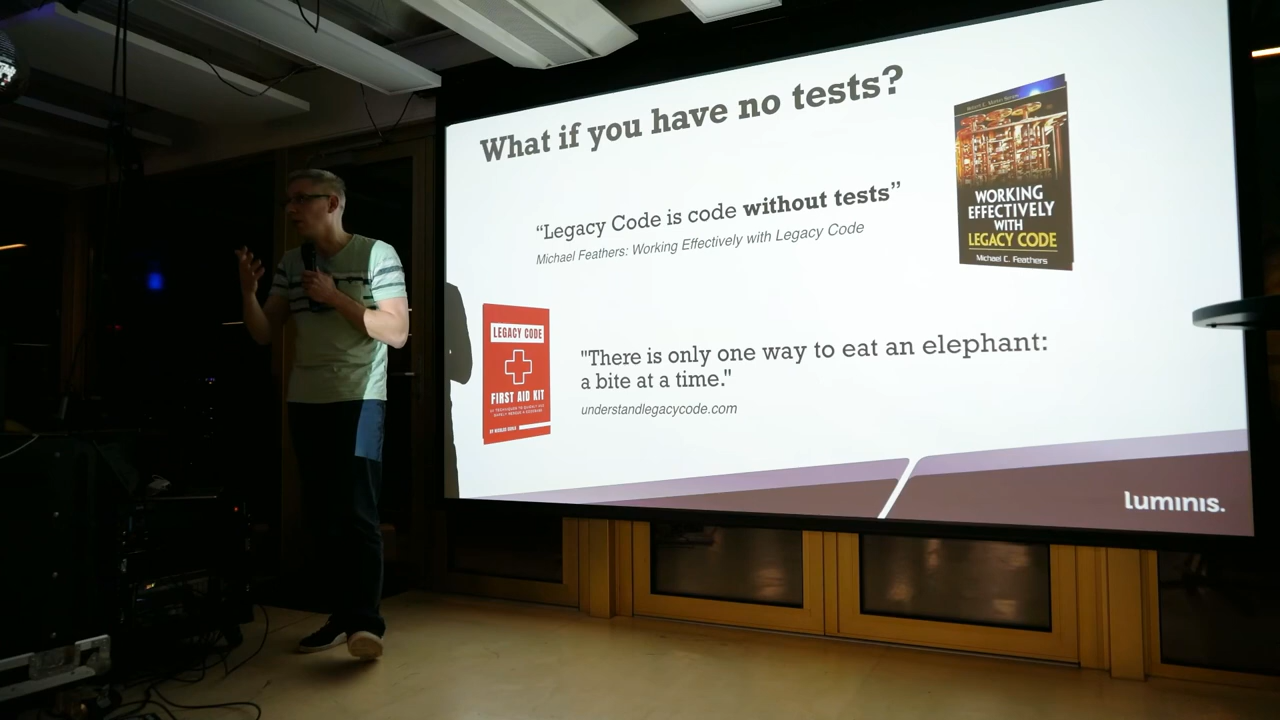 What if you have no tests?
“Legacy Code is code without tests”
Michael Feathers: Working Effectively with Legacy Code
WORKING
EFFECTIVELY
WITH
LEGACY CODE
Michael C. Feathers
LEGACY CODE
FIRST AID KIT
"There is only one way to eat an elephant:
a bite at a time."
understandlegacycode.com
luminis.